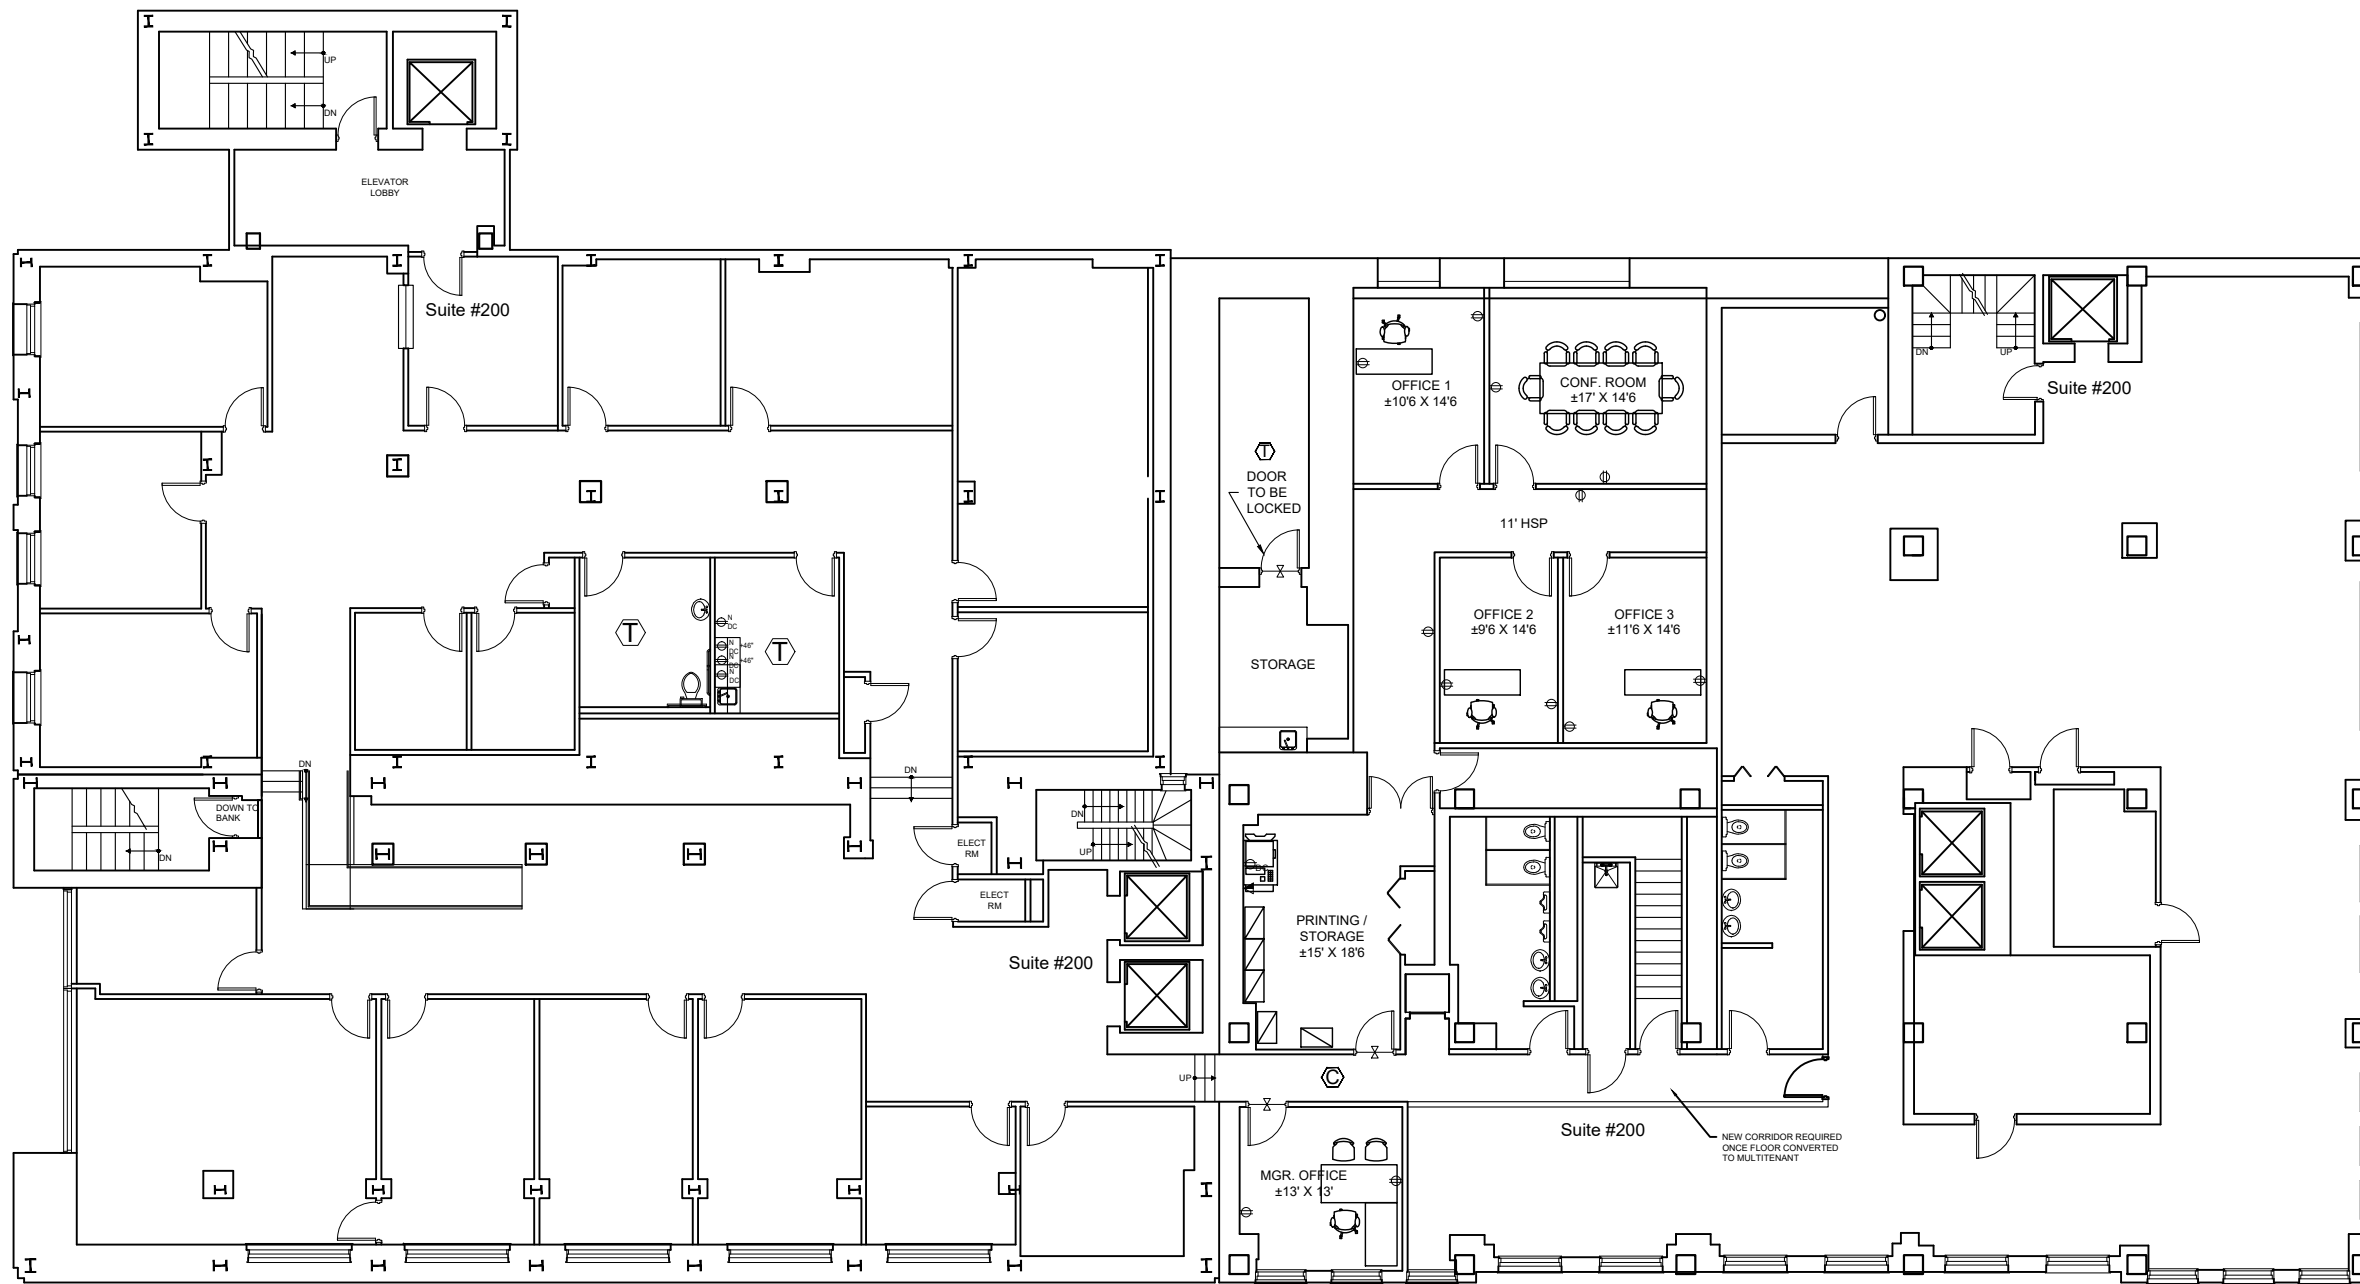 UP
DN
ELEVATOR
LOBBY
Suite #200
OFFICE 1
±10'6 X 14'6
CONF. ROOM
±17' X 14'6
DN
UP
Suite #200
T
DOOR
TO BE
LOCKED
11' HSP
OFFICE 2
±9'6 X 14'6
OFFICE 3
±11'6 X 14'6
T
T
N
DC
N
DC
+46"
N
DC
+46"
N
DC
STORAGE
DN
DN
DOWN TO
BANK
DN
DN
UP
ELECT
RM
ELECT
RM
PRINTING /
STORAGE
±15' X 18'6
Suite #200
UP
C
Suite #200
NEW CORRIDOR REQUIRED
ONCE FLOOR CONVERTED
TO MULTITENANT
MGR. OFFICE
±13' X 13'